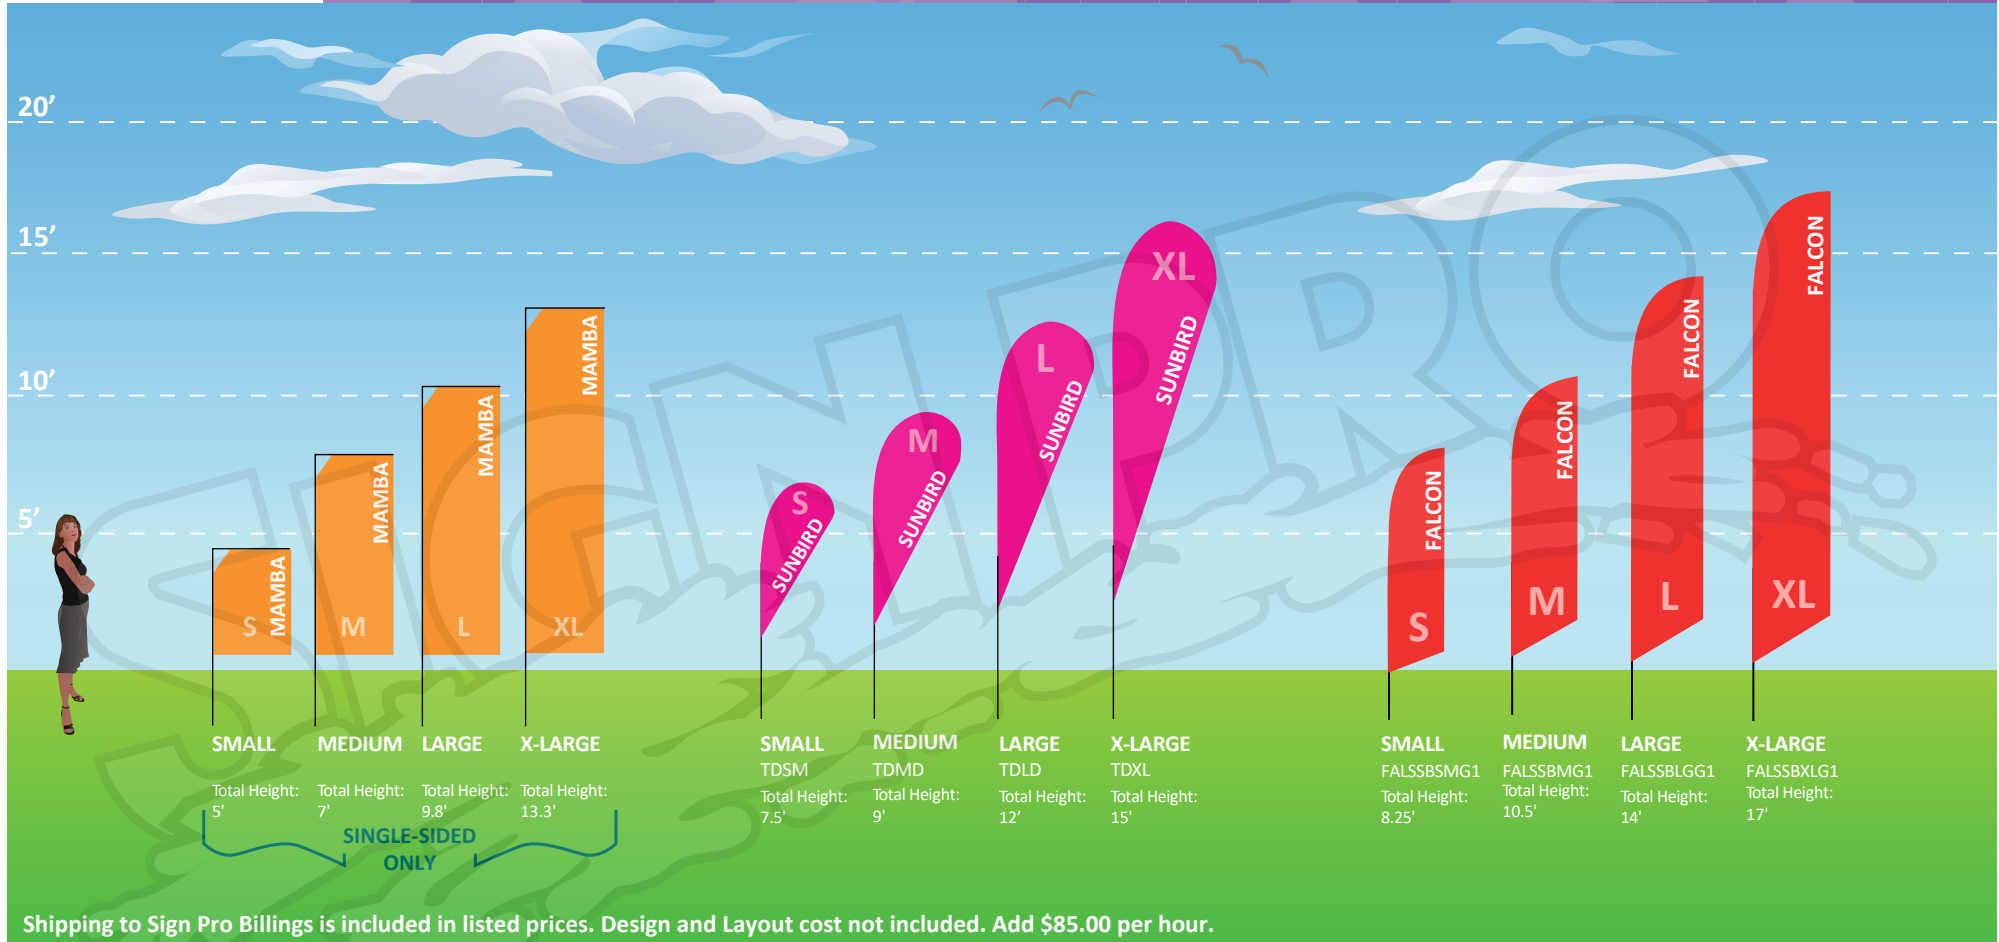 20’
15’
10’
5’
MAMBA
S
MAMBA
M
MAMBA
L
MAMBA
XL
S
SUNBIRD
M
SUNBIRD
L
SUNBIRD
XL
SUNBIRD
FALCON
S
FALCON
M
FALCON
L
FALCON
XL
SIGN PRO
SMALL
Total Height:
5'
MEDIUM
Total Height:
7'
LARGE
Total Height:
9.8'
X-LARGE
Total Height:
13.3'
SINGLE-SIDED
ONLY
SMALL
TDSM
Total Height:
7.5'
MEDIUM
TDMD
Total Height:
9'
LARGE
TDLD
Total Height:
12’
X-LARGE
TDXL
Total Height:
15'
SMALL
FALSSBSMG1
Total Height:
8.25'
MEDIUM
FALSSBMG1
Total Height:
10.5'
LARGE
FALSSBLGG1
Total Height:
14'
X-LARGE
FALSSBXLG1
Total Height:
17'
Shipping to Sign Pro Billings is included in listed prices. Design and Layout cost not included. Add $85.00 per hour.